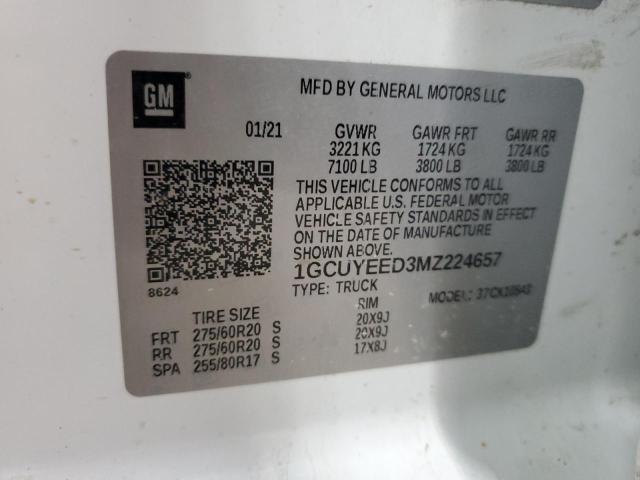 GM
MFD BY GENERAL MOTORS LLC
01/21 GVWR GAWR FRT GAWR RR
3221 KG 1724 KG 1724 KG
7100 LB 3800 LB 3800 LB
THIS VEHICLE CONFORMS TO ALL
APPLICABLE U.S. FEDERAL MOTOR
VEHICLE SAFETY STANDARDS IN EFFECT
ON THE DATE OF MANUFACTURE
SHOWN ABOVE.
1GCUYEED3MZ224657
8624
TYPE: TRUCK MODEL:
TIRE SIZE RIM
FRT 275/60R20 S 20X9J
RR 275/60R20 S 20X9J
SPA 255/80R17 S 17X8J